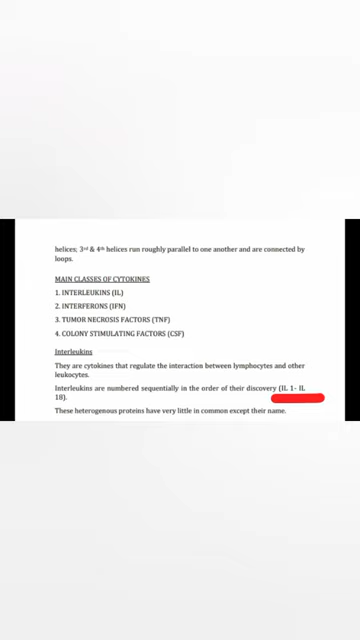 helices; 3rd & 4th helices run roughly parallel to one another and are connected by
loops.
MAIN CLASSES OF CYTOKINES
1. INTERLEUKINS (IL)
2. INTERFERONS (IFN)
3. TUMOR NECROSIS FACTORS (TNF)
4. COLONY STIMULATING FACTORS (CSF)
Interleukins
They are cytokines that regulate the interaction between lymphocytes and other
leukocytes.
Interleukins are numbered sequentially in the order of their discovery (IL 1- IL
18).
These heterogenous proteins have very little in common except their name.